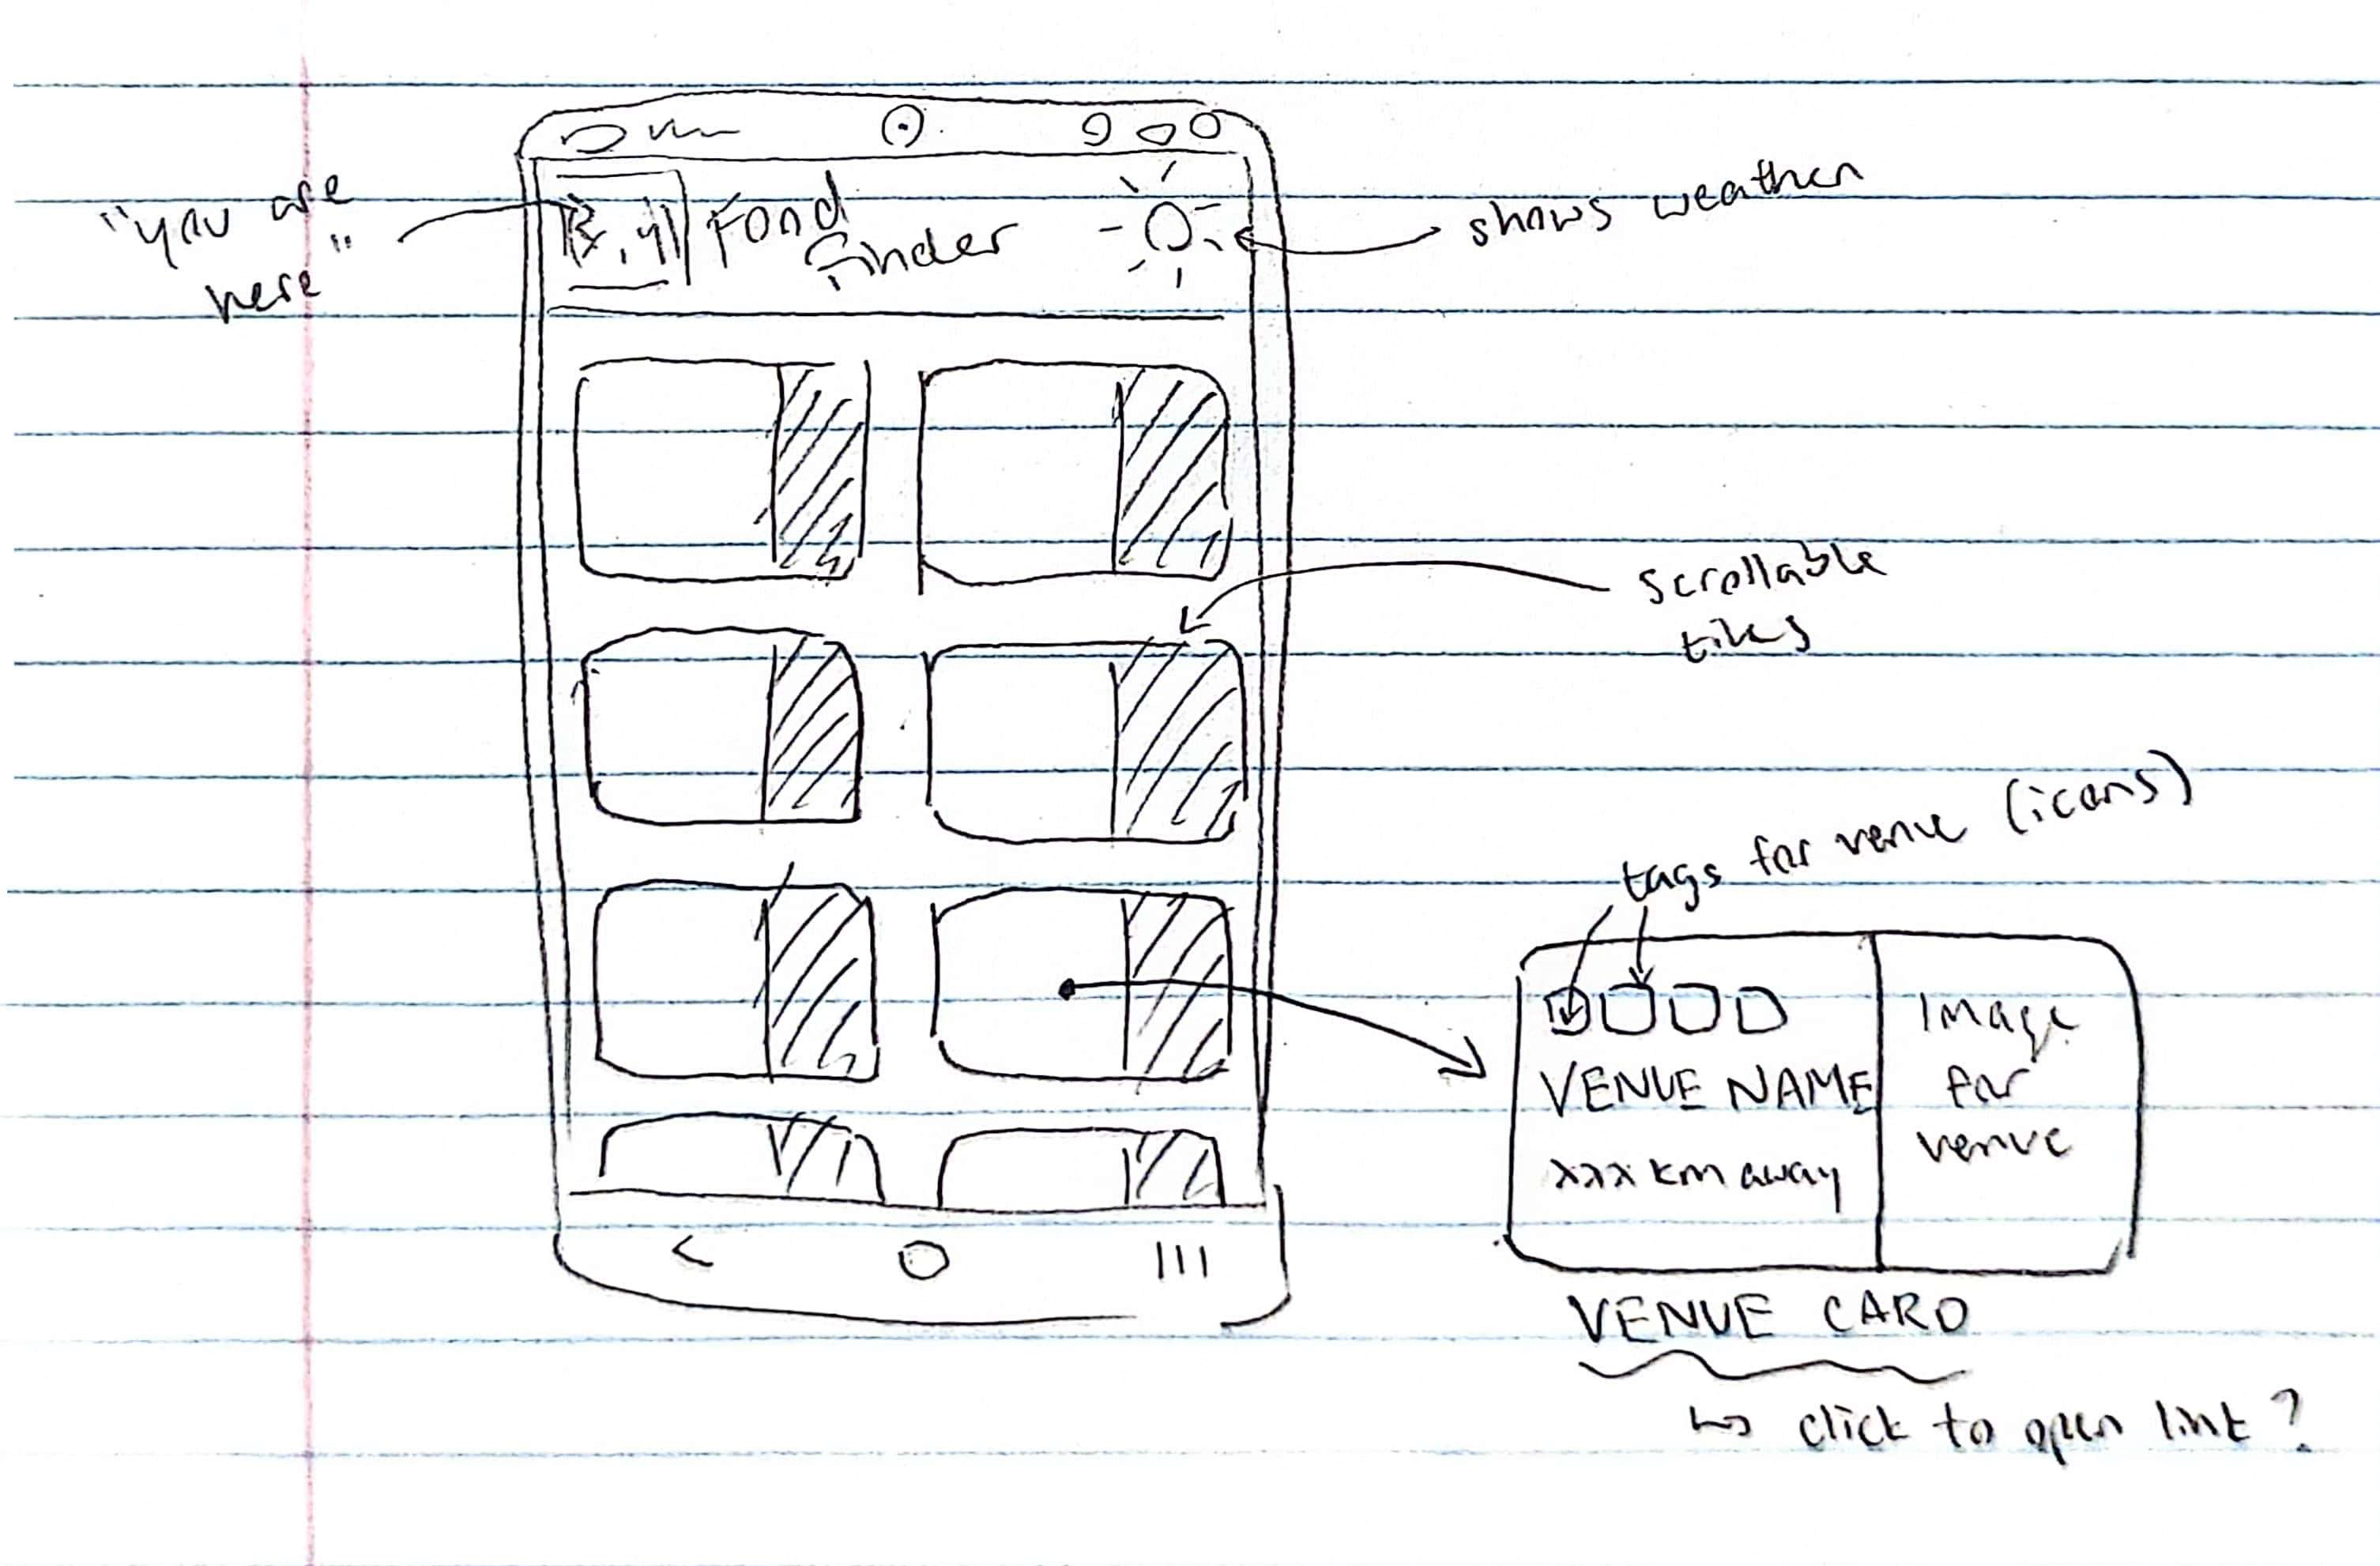 "you are
here"
[x, y]
Food
Finder
shows weather
scrollable
tiles
tags for venue (icons)
VENUE NAME
xxx km away
Image
for
venue
VENUE CARD
↳ click to open link?